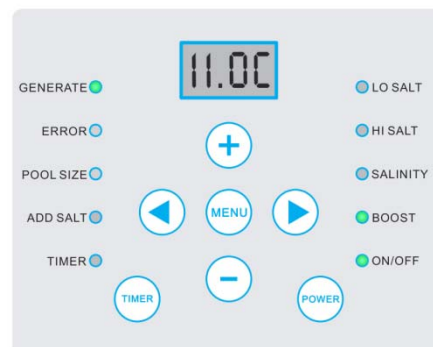 11.0C
GENERATE
LO SALT
ERROR
HI SALT
+
POOL SIZE
SALINITY
ADD SALT
MENU
BOOST
TIMER
−
ON/OFF
TIMER
POWER